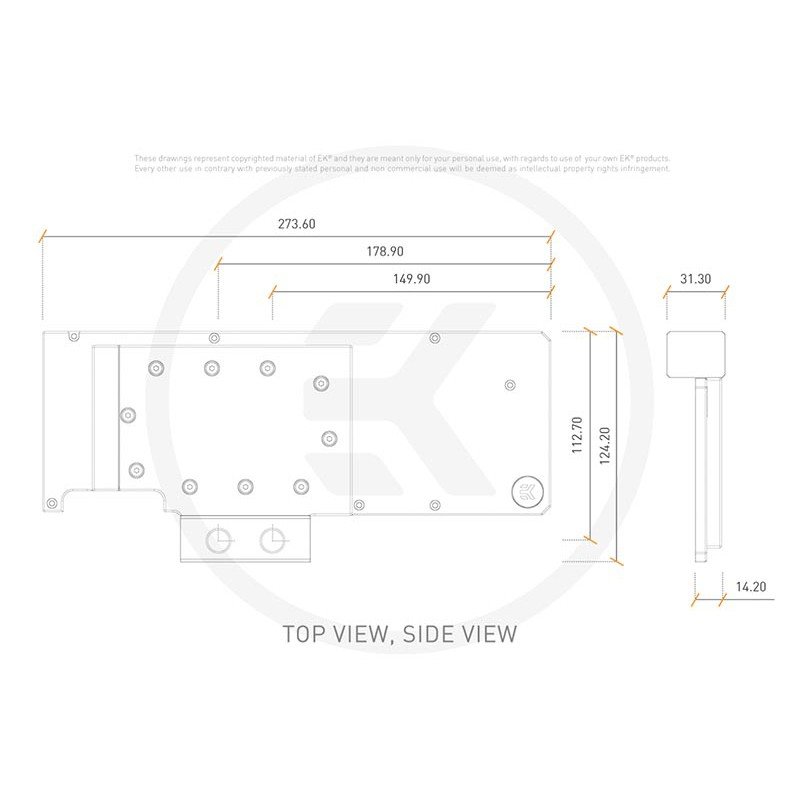 These drawings represent copyrighted material of EK® and they are meant only for your personal use, with regards to use of your own EK® products.
Every other use in contrary with previously stated personal and non commercial use will be deemed as intellectual property rights infringement.
273.60
178.90
149.90
31.30
112.70
124.20
EK
14.20
TOP VIEW, SIDE VIEW